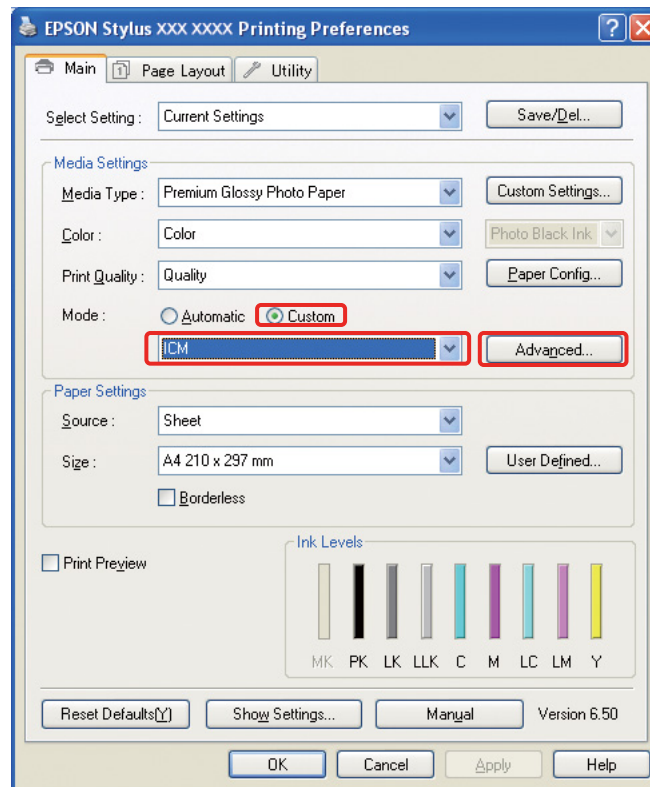 EPSON Stylus XXX XXXX Printing Preferences
Main Page Layout Utility
Select Setting : Current Settings Save/Del...
Media Settings
Media Type : Premium Glossy Photo Paper Custom Settings...
Color : Color Photo Black Ink
Print Quality : Quality Paper Config...
Mode : Automatic Custom
ICM Advanced...
Paper Settings
Source : Sheet
Size : A4 210 x 297 mm User Defined...
Borderless
Print Preview
Ink Levels
MK PK LK LLK C M LC LM Y
Reset Defaults(Y) Show Settings... Manual Version 6.50
OK Cancel Apply Help